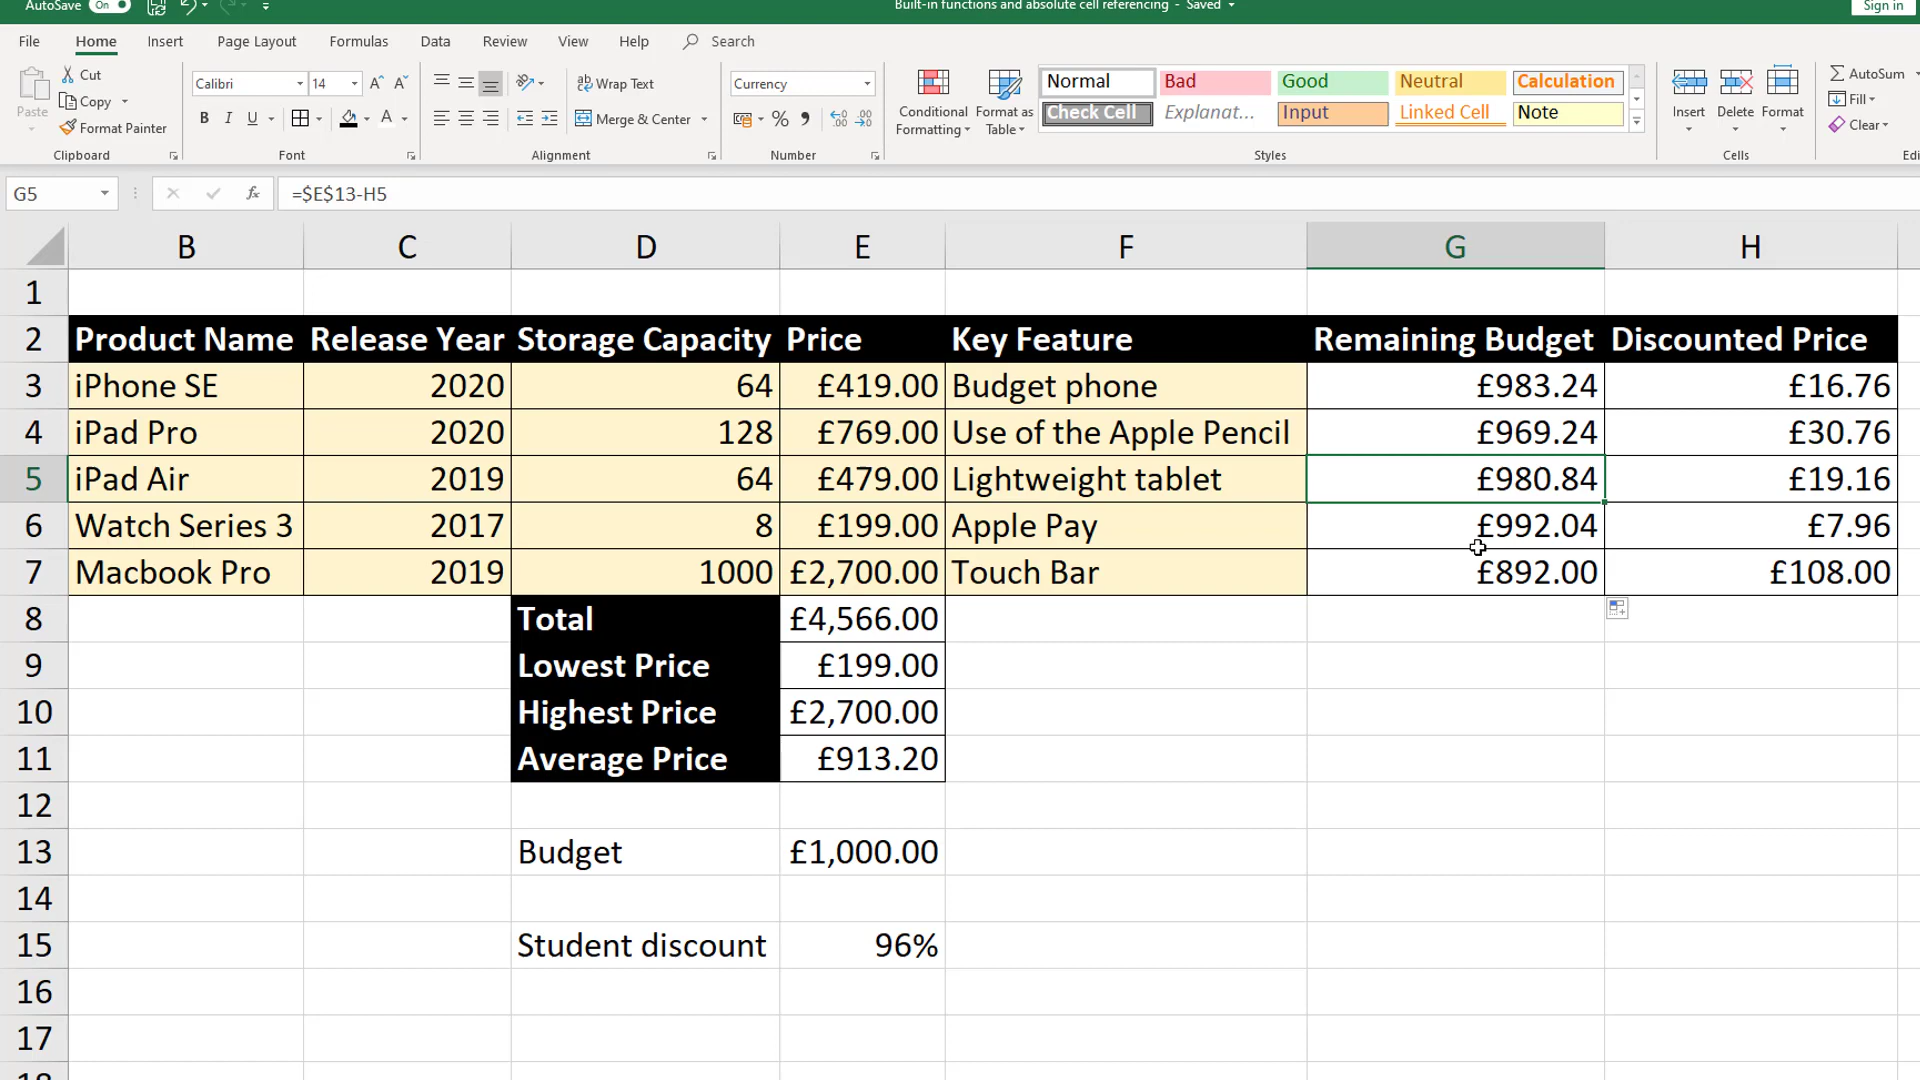 AutoSave On Built-in functions and absolute cell referencing - Saved Sign in
File Home Insert Page Layout Formulas Data Review View Help Search
Paste Cut Copy Format Painter Clipboard
Calibri 14 A A B I U A Font
ab Wrap Text Merge & Center Alignment
Currency % , Number
Conditional Formatting Format as Table
Normal Bad Good Neutral Calculation
Check Cell Explanat... Input Linked Cell Note
Styles
Insert Delete Format Cells
AutoSum Fill Clear Edi
G5 fx =$E$13-H5
B C D E F G H
1
2 Product Name Release Year Storage Capacity Price Key Feature Remaining Budget Discounted Price
3 iPhone SE 2020 64 £419.00 Budget phone £983.24 £16.76
4 iPad Pro 2020 128 £769.00 Use of the Apple Pencil £969.24 £30.76
5 iPad Air 2019 64 £479.00 Lightweight tablet £980.84 £19.16
6 Watch Series 3 2017 8 £199.00 Apple Pay £992.04 £7.96
7 Macbook Pro 2019 1000 £2,700.00 Touch Bar £892.00 £108.00
8 Total £4,566.00
9 Lowest Price £199.00
10 Highest Price £2,700.00
11 Average Price £913.20
12
13 Budget £1,000.00
14
15 Student discount 96%
16
17